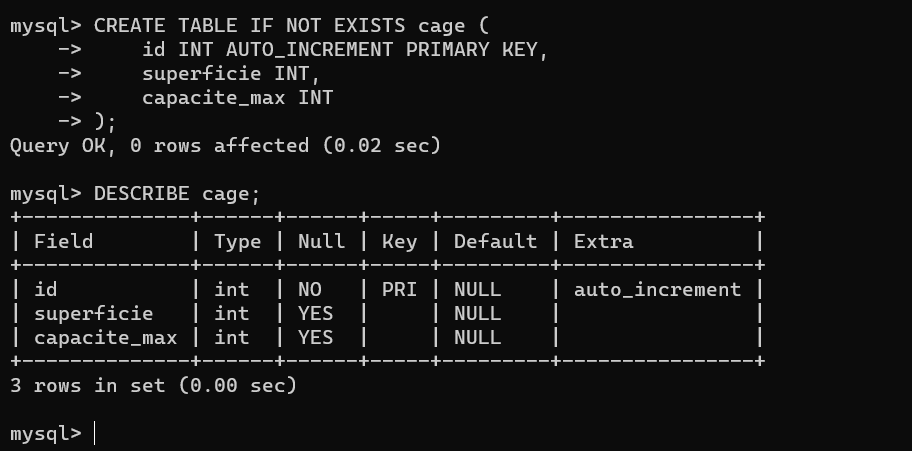 mysql> CREATE TABLE IF NOT EXISTS cage (
    ->     id INT AUTO_INCREMENT PRIMARY KEY,
    ->     superficie INT,
    ->     capacite_max INT
    -> );
Query OK, 0 rows affected (0.02 sec)

mysql> DESCRIBE cage;
+--------------+------+------+-----+---------+----------------+
| Field        | Type | Null | Key | Default | Extra          |
+--------------+------+------+-----+---------+----------------+
| id           | int  | NO   | PRI | NULL    | auto_increment |
| superficie   | int  | YES  |     | NULL    |                |
| capacite_max | int  | YES  |     | NULL    |                |
+--------------+------+------+-----+---------+----------------+
3 rows in set (0.00 sec)

mysql>